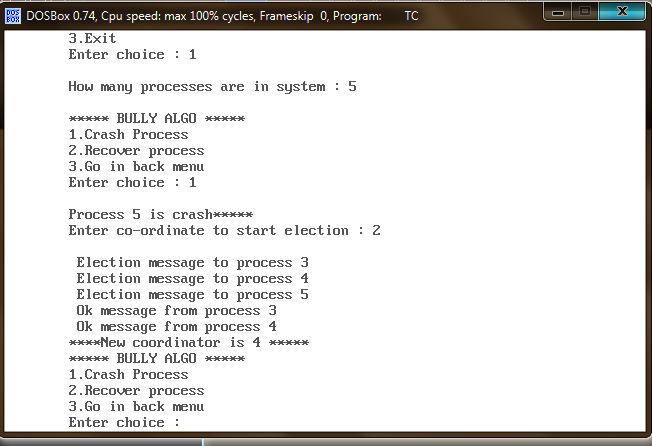 DOS BOX DOSBox 0.74, Cpu speed: max 100% cycles, Frameskip 0, Program: TC
3.Exit
Enter choice : 1
How many processes are in system : 5
***** BULLY ALGO *****
1.Crash Process
2.Recover process
3.Go in back menu
Enter choice : 1
Process 5 is crash*****
Enter co-ordinate to start election : 2
Election message to process 3
Election message to process 4
Election message to process 5
Ok message from process 3
Ok message from process 4
****New coordinator is 4 *****
***** BULLY ALGO *****
1.Crash Process
2.Recover process
3.Go in back menu
Enter choice :